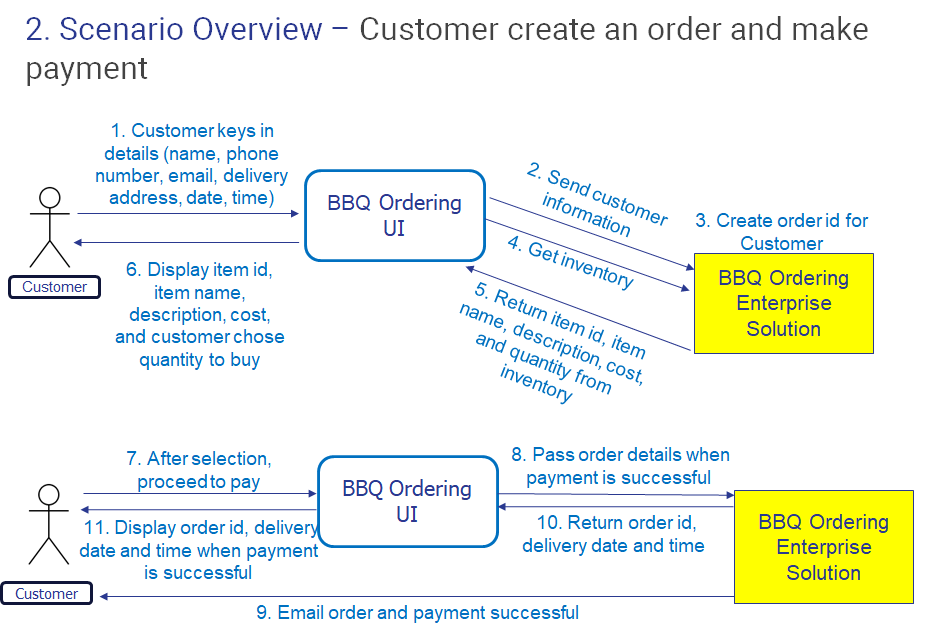 2. Scenario Overview – Customer create an order and make
payment
1. Customer keys in
details (name, phone
number, email, delivery
address, date, time)
BBQ Ordering
UI
2. Send customer
information
3. Create order id for
Customer
4. Get inventory
BBQ Ordering
Enterprise
Solution
Customer
6. Display item id,
item name,
description, cost,
and customer chose
quantity to buy
5. Return item id, item
name, description, cost,
and quantity from
inventory
7. After selection,
proceed to pay
BBQ Ordering
UI
8. Pass order details when
payment is successful
11. Display order id, delivery
date and time when payment
is successful
10. Return order id,
delivery date and time
BBQ Ordering
Enterprise
Solution
Customer
9. Email order and payment successful